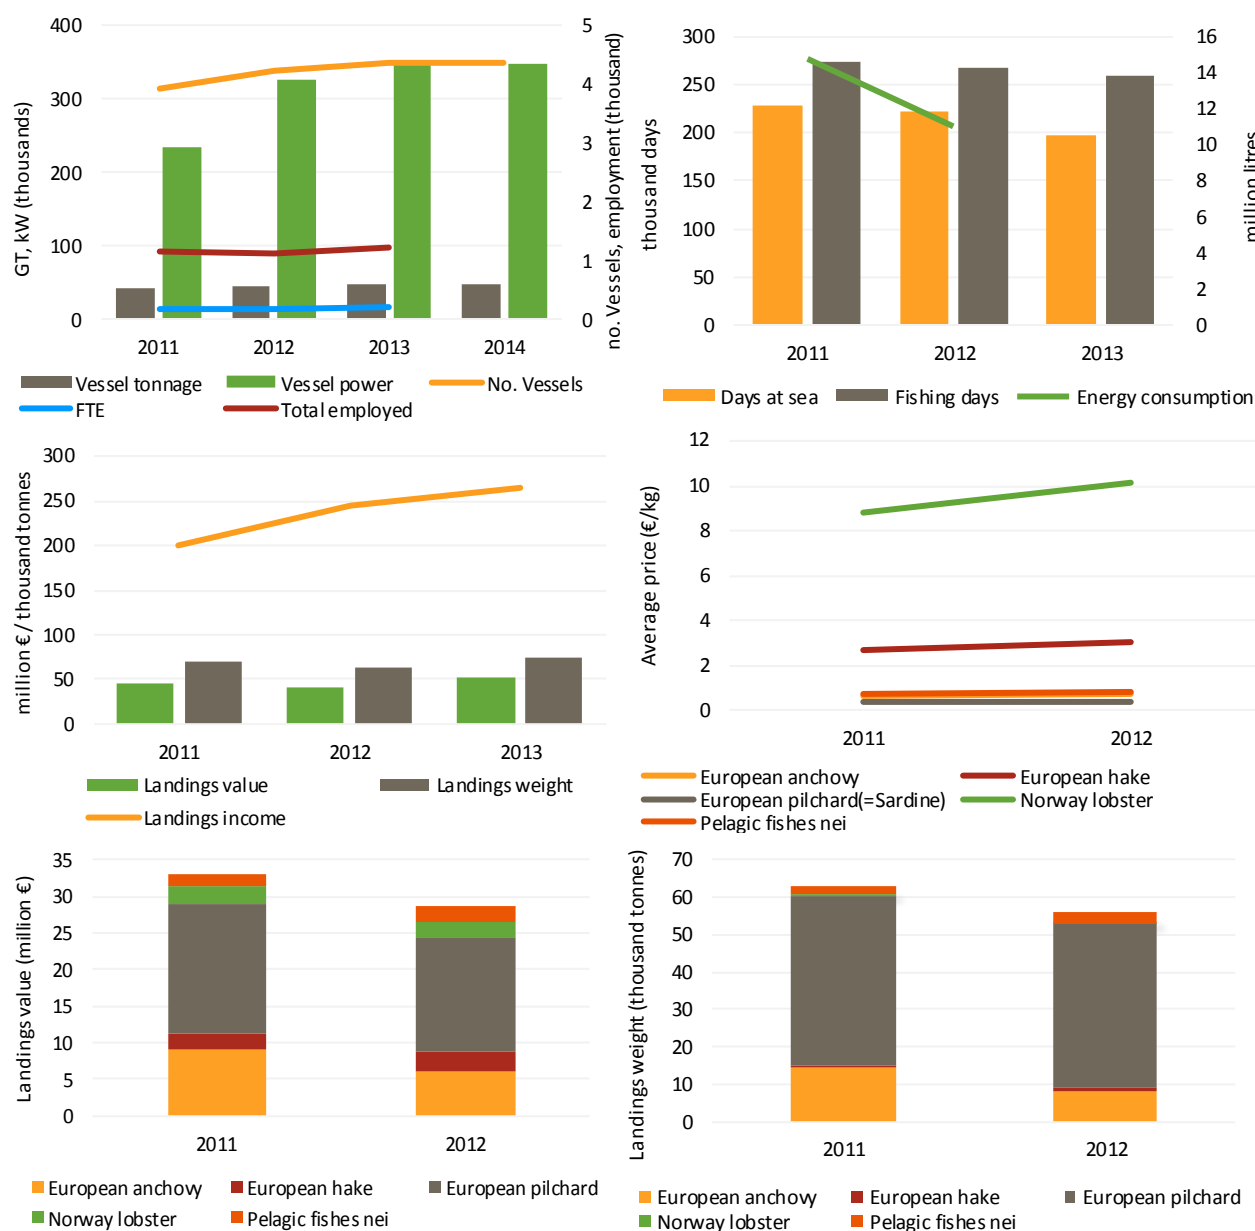 400
300
200
100
0
GT, kW (thousands)
5
4
3
2
1
0
no. Vessels, employment (thousand)
2011 2012 2013 2014
Vessel tonnage Vessel power No. Vessels
FTE Total employed
300
250
200
150
100
50
0
thousand days
16
14
12
10
8
6
4
2
0
million litres
2011 2012 2013
Days at sea Fishing days Energy consumption
300
250
200
150
100
50
0
million € / thousand tonnes
2011 2012 2013
Landings value Landings weight
Landings income
12
10
8
6
4
2
0
Average price (€/kg)
2011 2012
European anchovy European hake
European pilchard(=Sardine) Norway lobster
Pelagic fishes nei
35
30
25
20
15
10
5
0
Landings value (million €)
2011 2012
European anchovy European hake European pilchard
Norway lobster Pelagic fishes nei
70
60
50
40
30
20
10
0
Landings weight (thousand tonnes)
2011 2012
European anchovy European hake European pilchard
Norway lobster Pelagic fishes nei